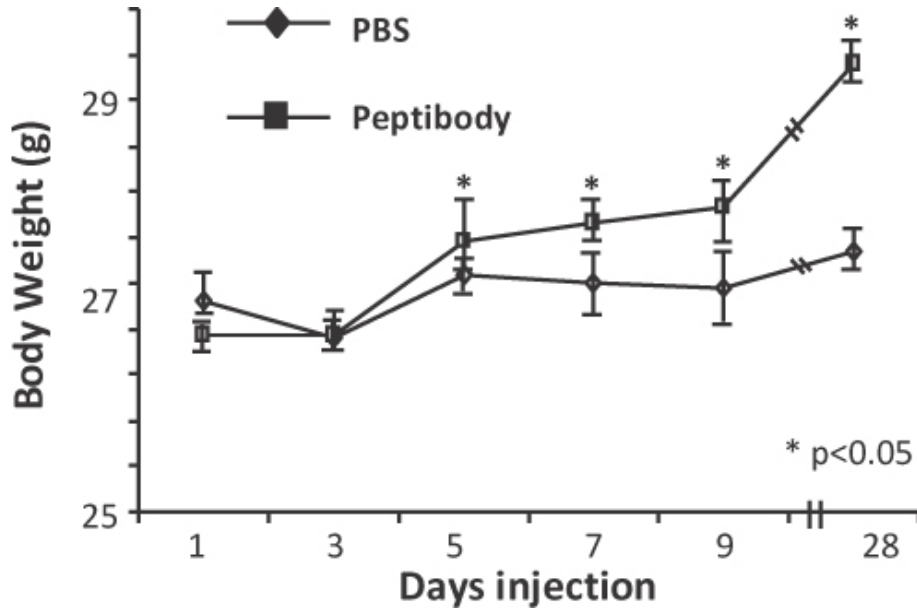 PBS
Peptibody
*
29
* * *
27
* p<0.05
25
1 3 5 7 9 28
Days injection
Body Weight (g)